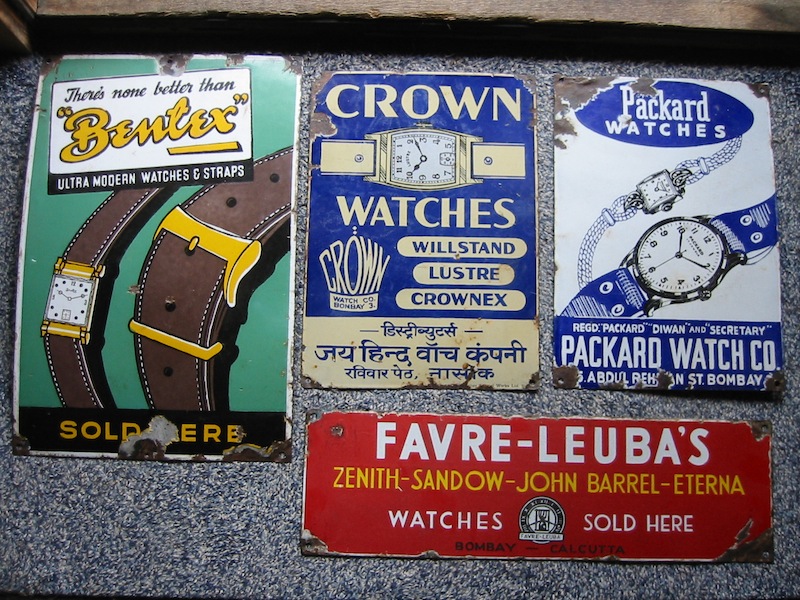 There's none better than
"Bentex"
ULTRA MODERN WATCHES & STRAPS
SOLD HERE
CROWN
WATCHES
WILLSTAND
LUSTRE
CROWNEX
CROWN
WATCH CO.
BOMBAY 3.
डिस्ट्रीब्युटर्स
जय हिन्द वॉच कंपनी
रविवार पेठ, नासीक
Packard
WATCHES
REGD. "PACKARD" "DIWAN" AND "SECRETARY"
PACKARD WATCH CO
ABDUL REHMAN ST. BOMBAY
FAVRE-LEUBA'S
ZENITH-SANDOW-JOHN BARREL-ETERNA
WATCHES SOLD HERE
FAVRE-LEUBA
BOMBAY — CALCUTTA